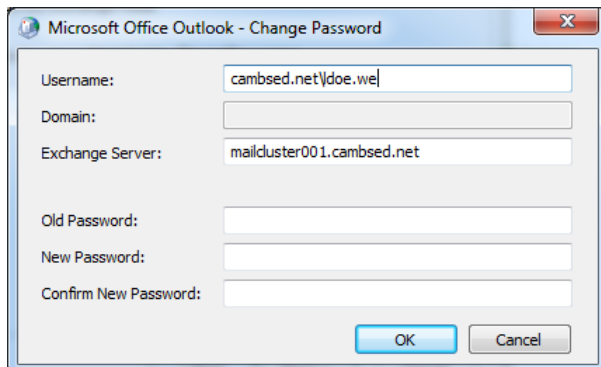 Microsoft Office Outlook - Change Password
Username: cambsed.net\Jdoe.we
Domain:
Exchange Server: mailcluster001.cambsed.net
Old Password:
New Password:
Confirm New Password:
OK Cancel